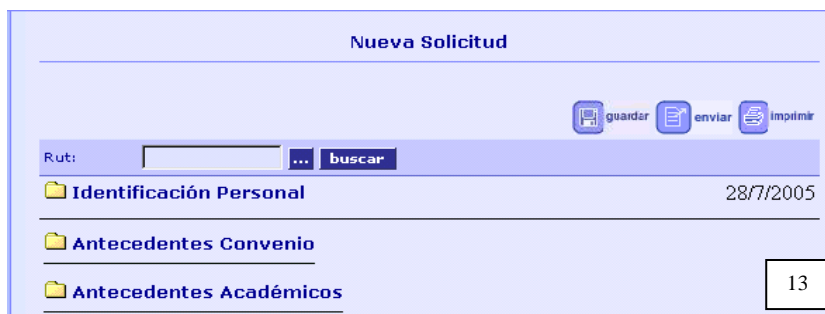 Nueva Solicitud
guardar enviar imprimir
Rut: ... buscar
Identificación Personal 28/7/2005
Antecedentes Convenio
Antecedentes Académicos
13